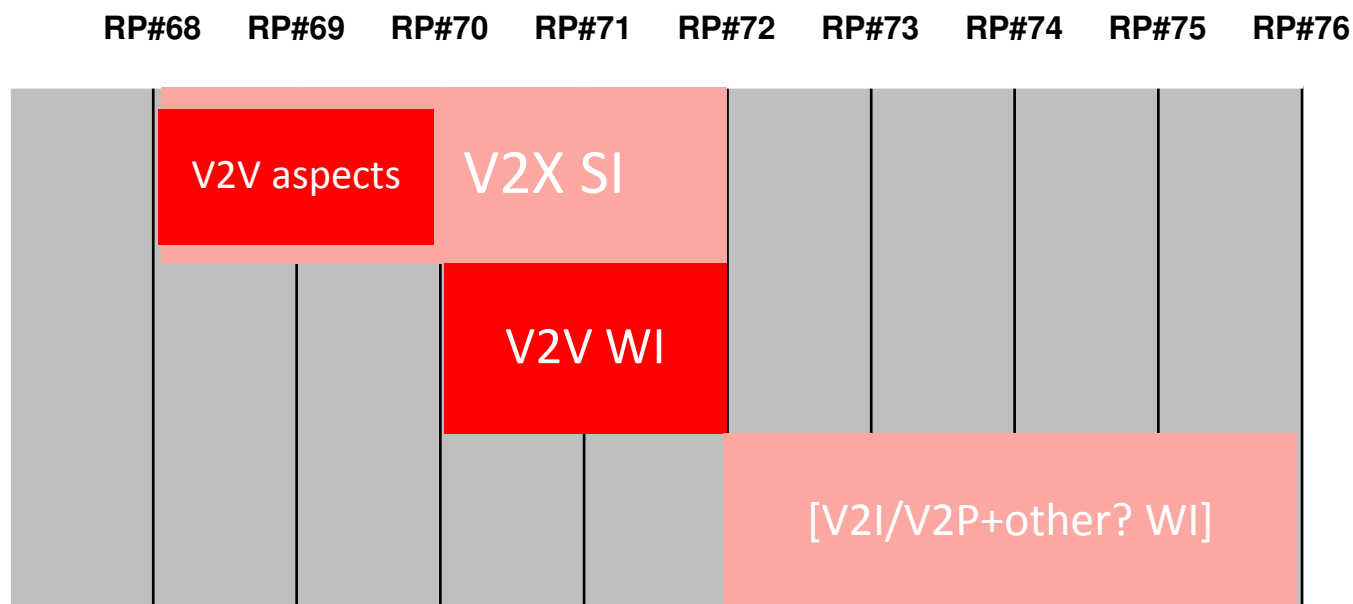 RP#68 RP#69 RP#70 RP#71 RP#72 RP#73 RP#74 RP#75 RP#76
V2V aspects V2X SI
V2V WI
[V2I/V2P+other? WI]